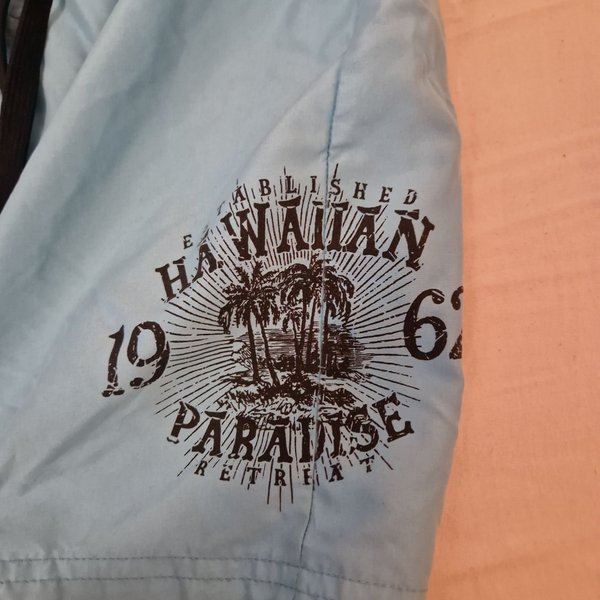 ESTABLISHED
HAWAIIAN
19 62
PARADISE
RETREAT